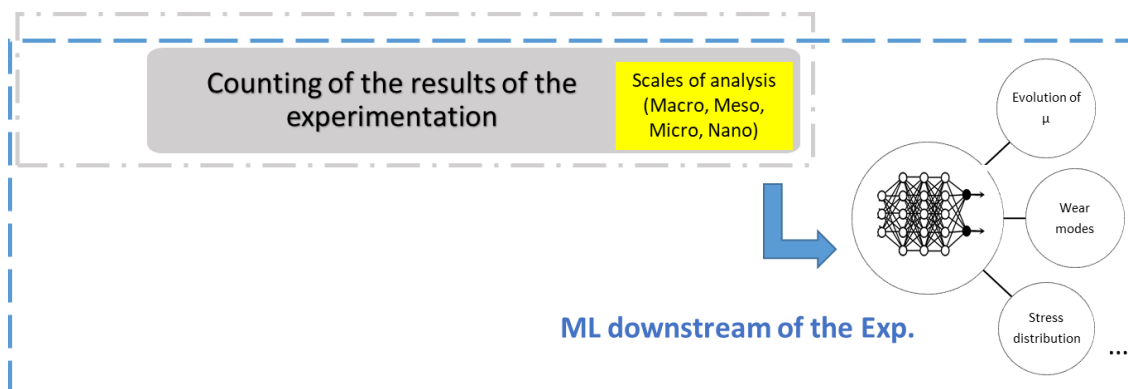 Counting of the results of the
experimentation
Scales of analysis
(Macro, Meso,
Micro, Nano)
Evolution of
μ
Wear
modes
Stress
distribution
...
ML downstream of the Exp.